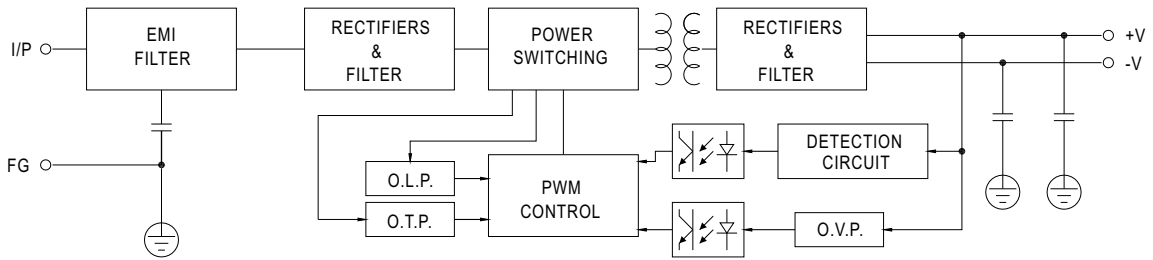 I/P
EMI
FILTER
RECTIFIERS
&
FILTER
POWER
SWITCHING
RECTIFIERS
&
FILTER
+V
-V
FG
O.L.P.
O.T.P.
PWM
CONTROL
DETECTION
CIRCUIT
O.V.P.